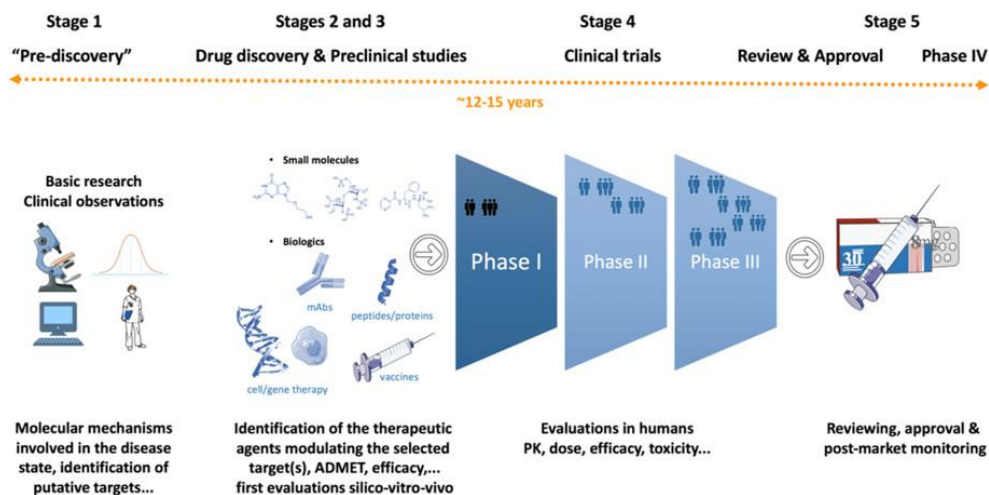 Stage 1
Stages 2 and 3
Stage 4
Stage 5
“Pre-discovery”
Drug discovery & Preclinical studies
Clinical trials
Review & Approval
Phase IV
~12-15 years
Basic research
Clinical observations
• Small molecules
• Biologics
mAbs
peptides/proteins
cell/gene therapy
vaccines
Phase I
Phase II
Phase III
30
Molecular mechanisms
involved in the disease
state, identification of
putative targets...
Identification of the therapeutic
agents modulating the selected
target(s), ADMET, efficacy,...
first evaluations silico-vitro-vivo
Evaluations in humans
PK, dose, efficacy, toxicity...
Reviewing, approval &
post-market monitoring